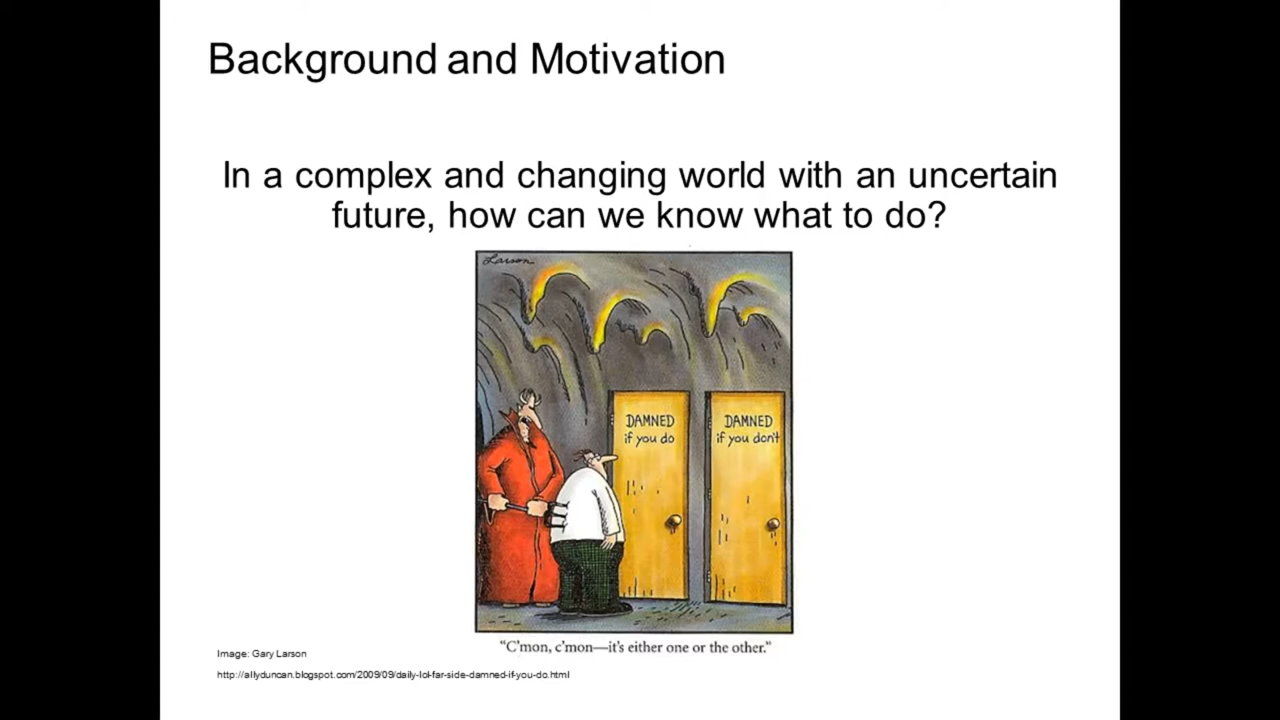 Background and Motivation
In a complex and changing world with an uncertain
future, how can we know what to do?
Larson
DAMNED
if you do
DAMNED
if you don't
"C'mon, c'mon—it's either one or the other."
Image: Gary Larson
http://allyduncan.blogspot.com/2009/09/daily-lol-far-side-damned-if-you-do.html